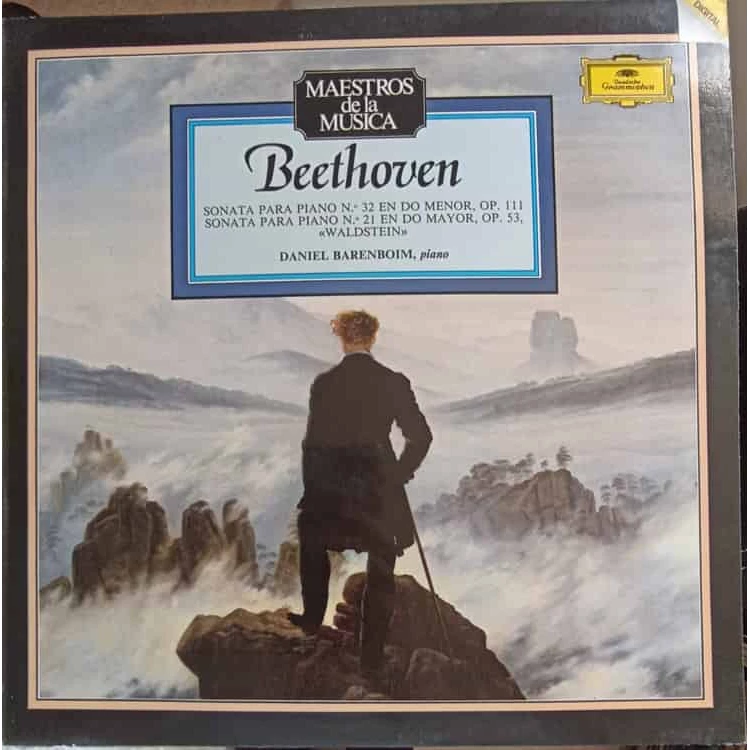 DIGITAL
Deutsche
Grammophon
MAESTROS
de la
MUSICA
Beethoven
SONATA PARA PIANO N.º 32 EN DO MENOR, OP. 111
SONATA PARA PIANO N.º 21 EN DO MAYOR, OP. 53,
«WALDSTEIN»
DANIEL BARENBOIM, piano